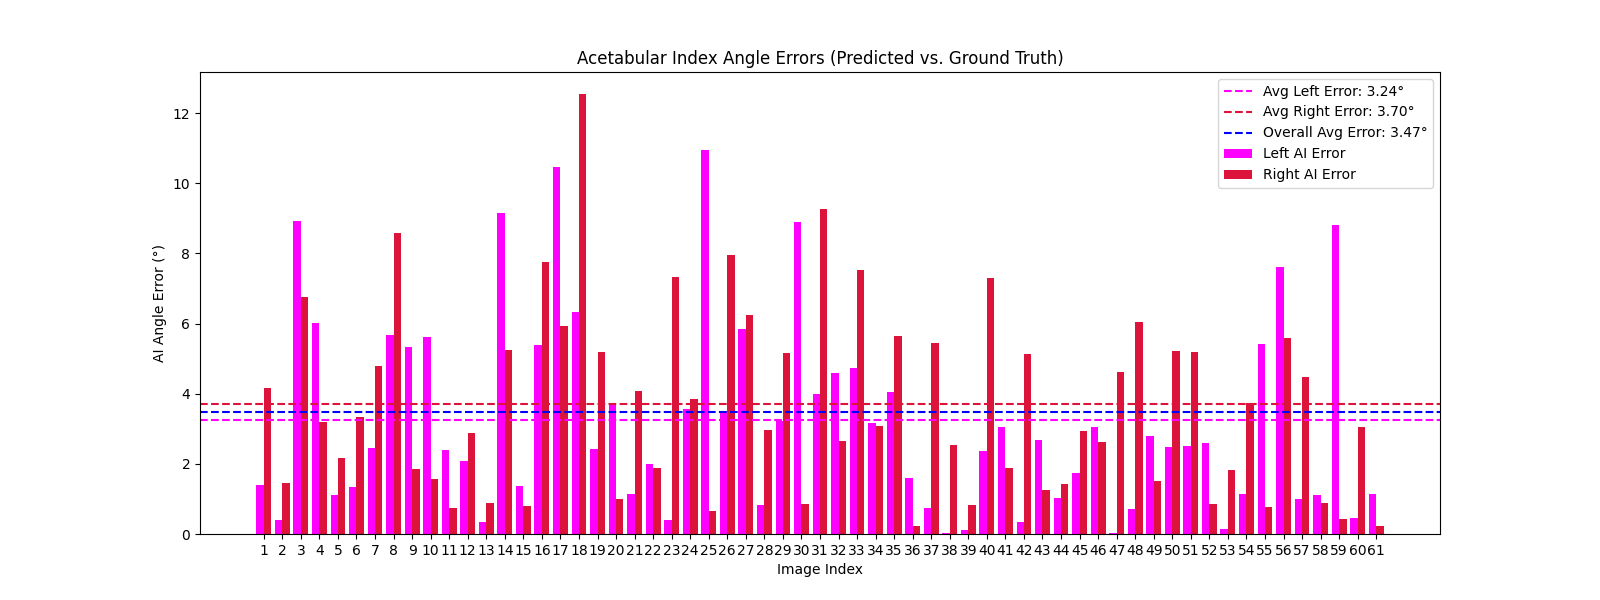 Acetabular Index Angle Errors (Predicted vs. Ground Truth)
Avg Left Error: 3.24°
Avg Right Error: 3.70°
Overall Avg Error: 3.47°
Left AI Error
Right AI Error
AI Angle Error (°)
12
10
8
6
4
2
0
1 2 3 4 5 6 7 8 9 10 11 12 13 14 15 16 17 18 19 20 21 22 23 24 25 26 27 28 29 30 31 32 33 34 35 36 37 38 39 40 41 42 43 44 45 46 47 48 49 50 51 52 53 54 55 56 57 58 59 60 61
Image Index